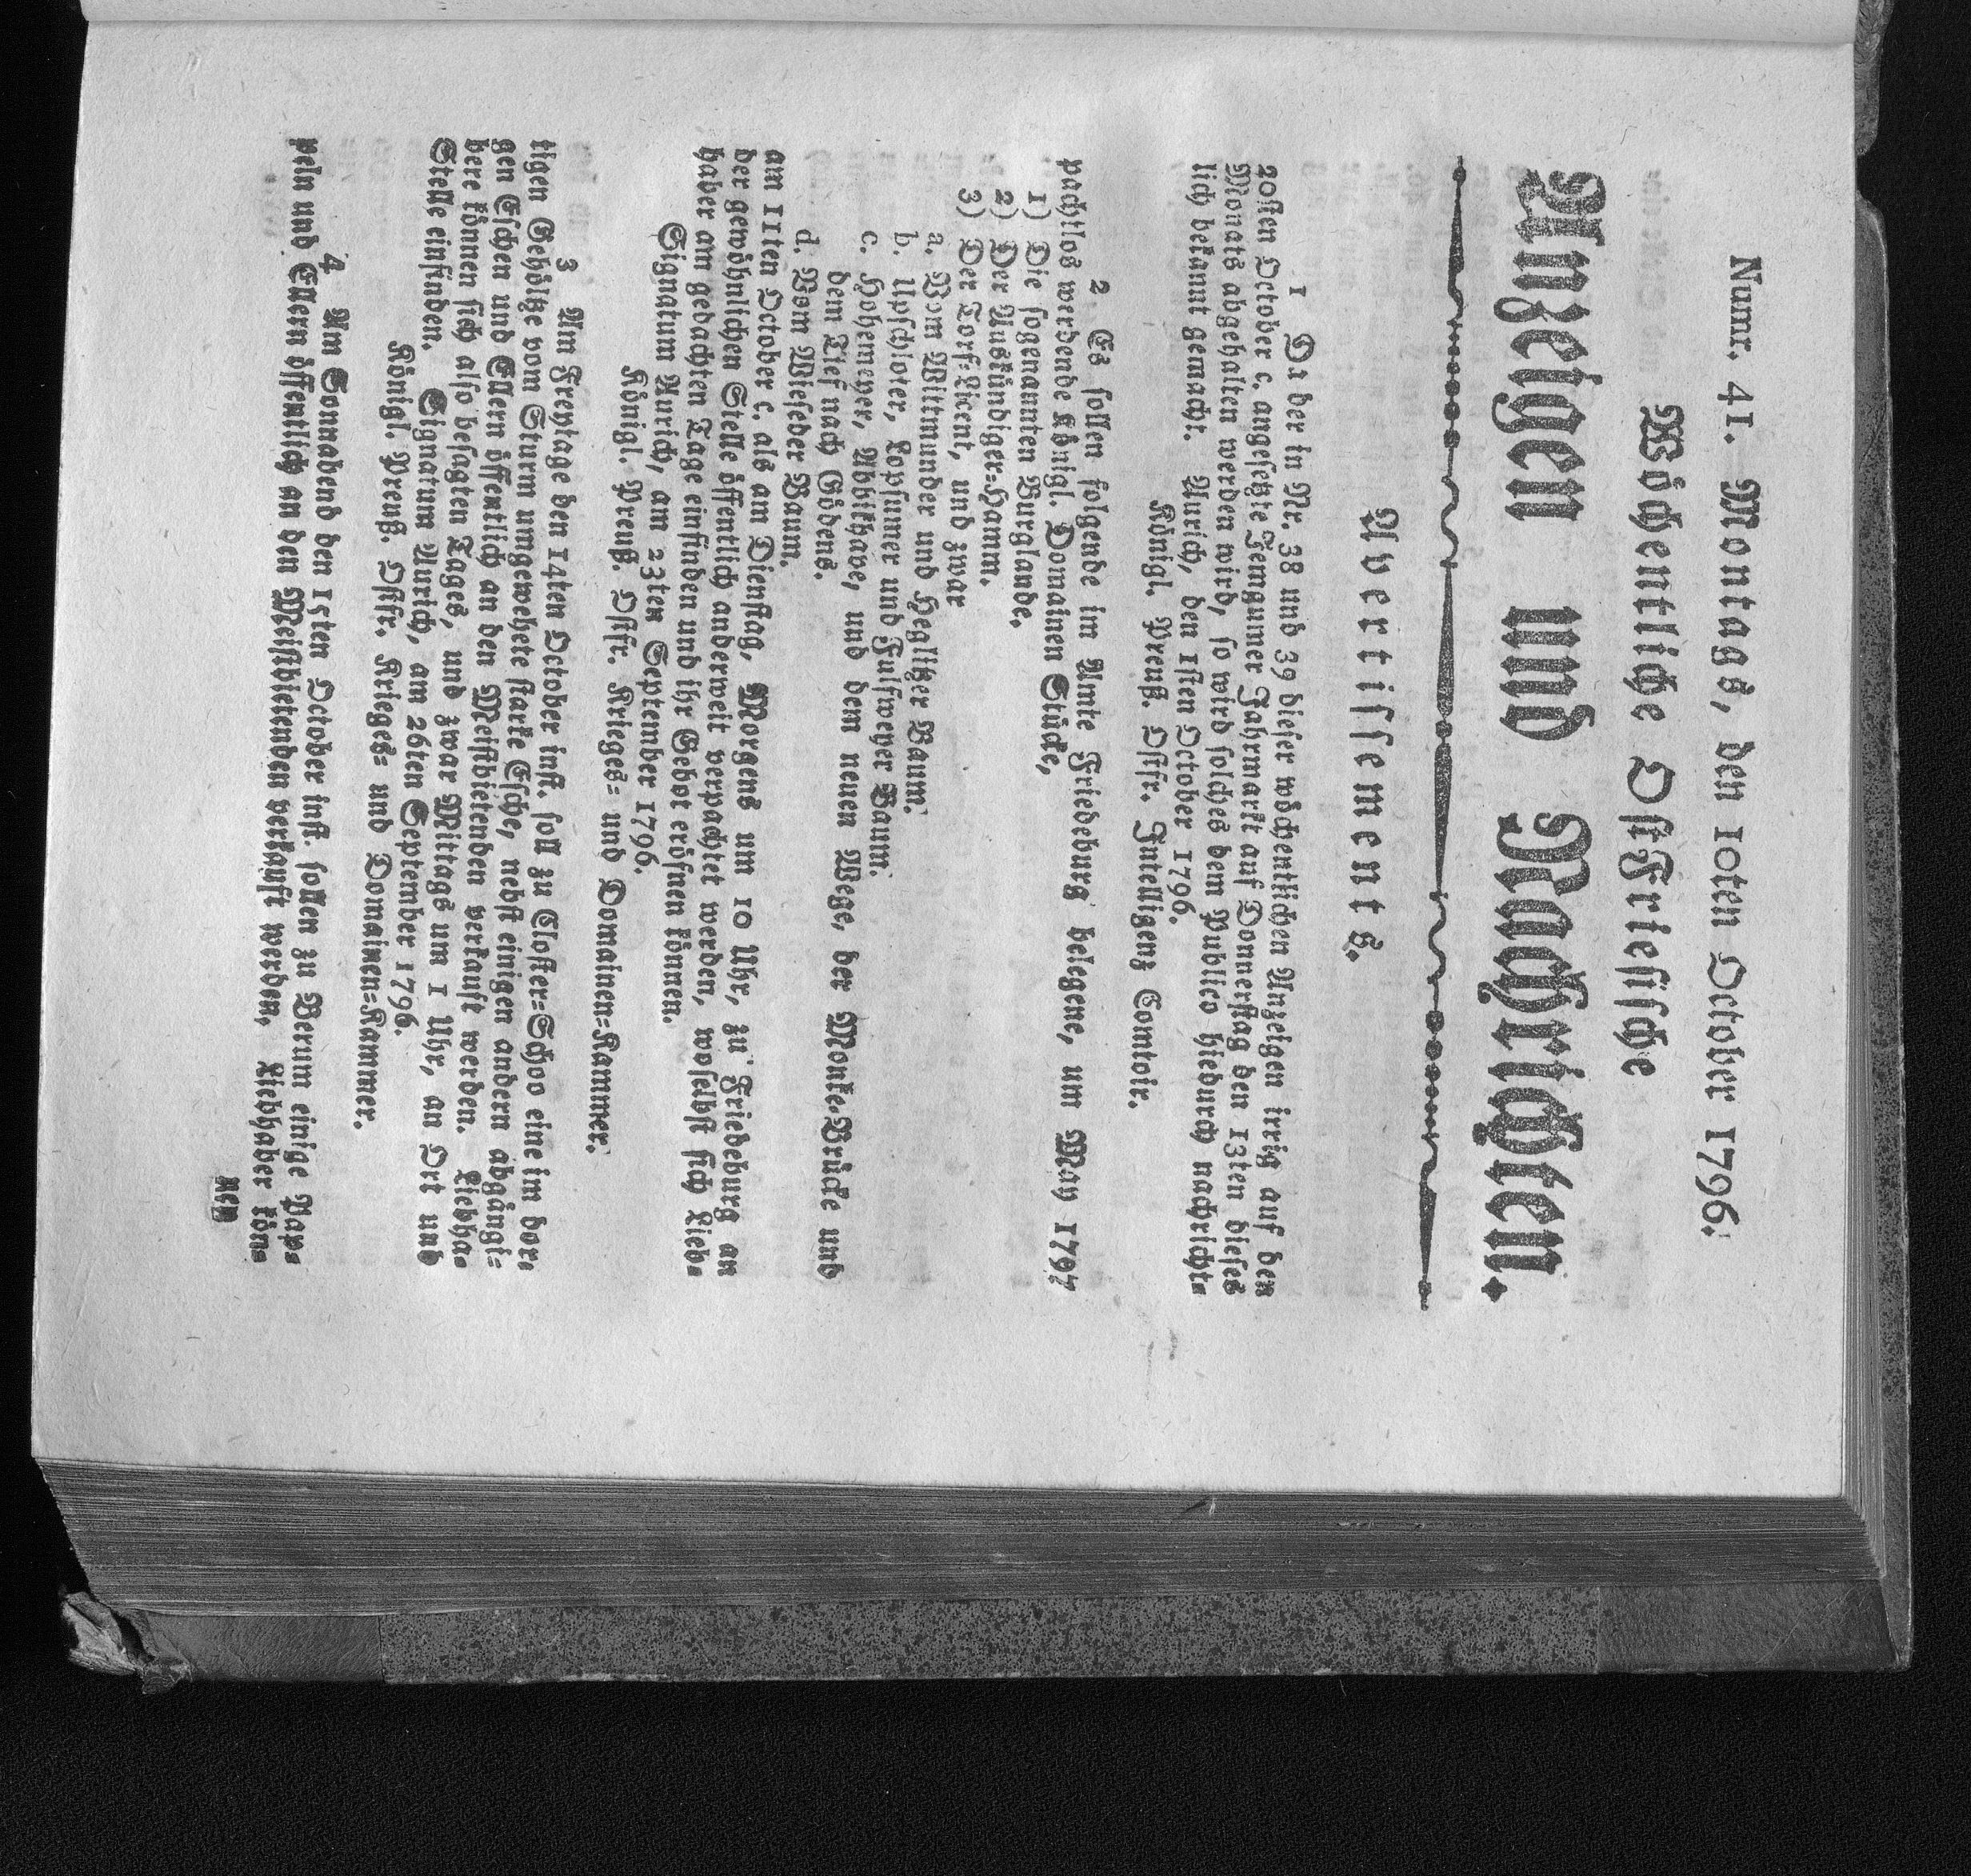 Numr. 41. Montags, den 10ten October 1796.
Wöchentliche Ostfriesische
Anzeigen und Nachrichten.
Avertissements.
1 Da der in Nr. 38 und 39 dieser wöchentlichen Anzeigen irrig auf den
20sten October c. angesetzte Jemgumer Jahrmarkt auf Donnerstag den 13ten dieses
Monats abgehalten werden wird, so wird solches dem Publico hiedurch nachricht-
lich bekannt gemacht. Aurich, den 1sten October 1796.
Königl. Preuß. Ostfr. Intelligenz Comtoir.
2 Es sollen folgende im Amte Friedeburg belegene, um May 1797
pachtlos werdende Königl. Domainen Stücke,
1) Die sogenannten Burglande.
2) Der Auskündiger-Hamm.
3) Der Torf-Licent, und zwar
a. Vom Wittmunder und Hegeliger Baum.
b. Upschloter, Kopsumer und Fulfweyer Baum.
c. Hohemeyer, Abbikhave, und dem neuen Wege, der Monke-Brücke und
dem Tief nach Gödens.
d. Vom Wieseder Baum.
am 11ten October c. als am Dienstag, Morgens um 10 Uhr, zu Friedeburg an
der gewöhnlichen Stelle öffentlich anderweit verpachtet werden, woselbst sich Lieb-
haber am gedachten Tage einfinden und ihr Gebot eröfnen können.
Signatum Aurich, am 23ten September 1796.
Königl. Preuß. Ostfr. Krieges- und Domainen-Kammer.
3 Am Freytage den 14ten October inst. soll zu Closter-Schoo eine im dor-
tigen Gehölze vom Sturm umgewehete starke Esche, nebst einigen andern abgängi-
gen Eschen und Ellern öffentlich an den Meistbietenden verkauft werden. Liebha-
bere können sich also besagten Tages, und zwar Mittags um 1 Uhr, an Ort und
Stelle einfinden. Signatum Aurich, am 26ten September 1796.
Königl. Preuß. Ostfr. Krieges- und Domainen-Kammer.
4 Am Sonnabend den 15ten October inst. sollen zu Berum einige Pap-
peln und Ellern öffentlich an den Meistbietenden verkauft werden, Liebhaber kön-
nen